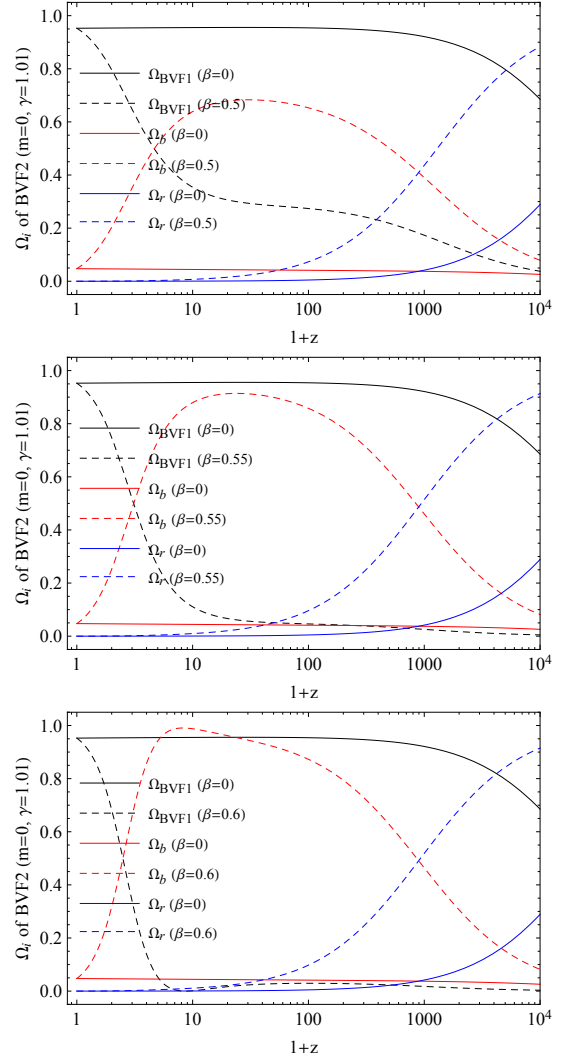 Ω_i of BVF2 (m=0, γ=1.01)
1.0
0.8
0.6
0.4
0.2
0.0
Ω_BVF1 (β=0)
Ω_BVF1 (β=0.5)
Ω_b (β=0)
Ω_b (β=0.5)
Ω_r (β=0)
Ω_r (β=0.5)
1 10 100 1000 10^4
1+z
Ω_i of BVF2 (m=0, γ=1.01)
1.0
0.8
0.6
0.4
0.2
0.0
Ω_BVF1 (β=0)
Ω_BVF1 (β=0.55)
Ω_b (β=0)
Ω_b (β=0.55)
Ω_r (β=0)
Ω_r (β=0.55)
1 10 100 1000 10^4
1+z
Ω_i of BVF2 (m=0, γ=1.01)
1.0
0.8
0.6
0.4
0.2
0.0
Ω_BVF1 (β=0)
Ω_BVF1 (β=0.6)
Ω_b (β=0)
Ω_b (β=0.6)
Ω_r (β=0)
Ω_r (β=0.6)
1 10 100 1000 10^4
1+z